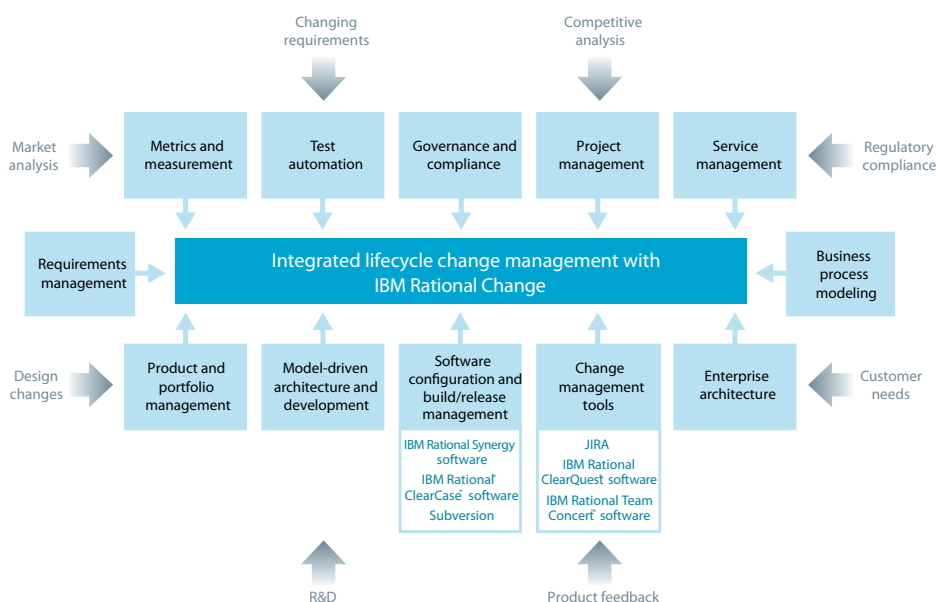 Changing
requirements
Competitive
analysis
Market
analysis
Metrics and
measurement
Test
automation
Governance and
compliance
Project
management
Service
management
Regulatory
compliance
Requirements
management
Integrated lifecycle change management with
IBM Rational Change
Business
process
modeling
Design
changes
Product and
portfolio
management
Model-driven
architecture and
development
Software
configuration and
build/release
management
Change
management
tools
Enterprise
architecture
Customer
needs
IBM Rational Synergy
software
IBM Rational®
ClearCase® software
Subversion
JIRA
IBM Rational
ClearQuest® software
IBM Rational Team
Concert™ software
R&D
Product feedback